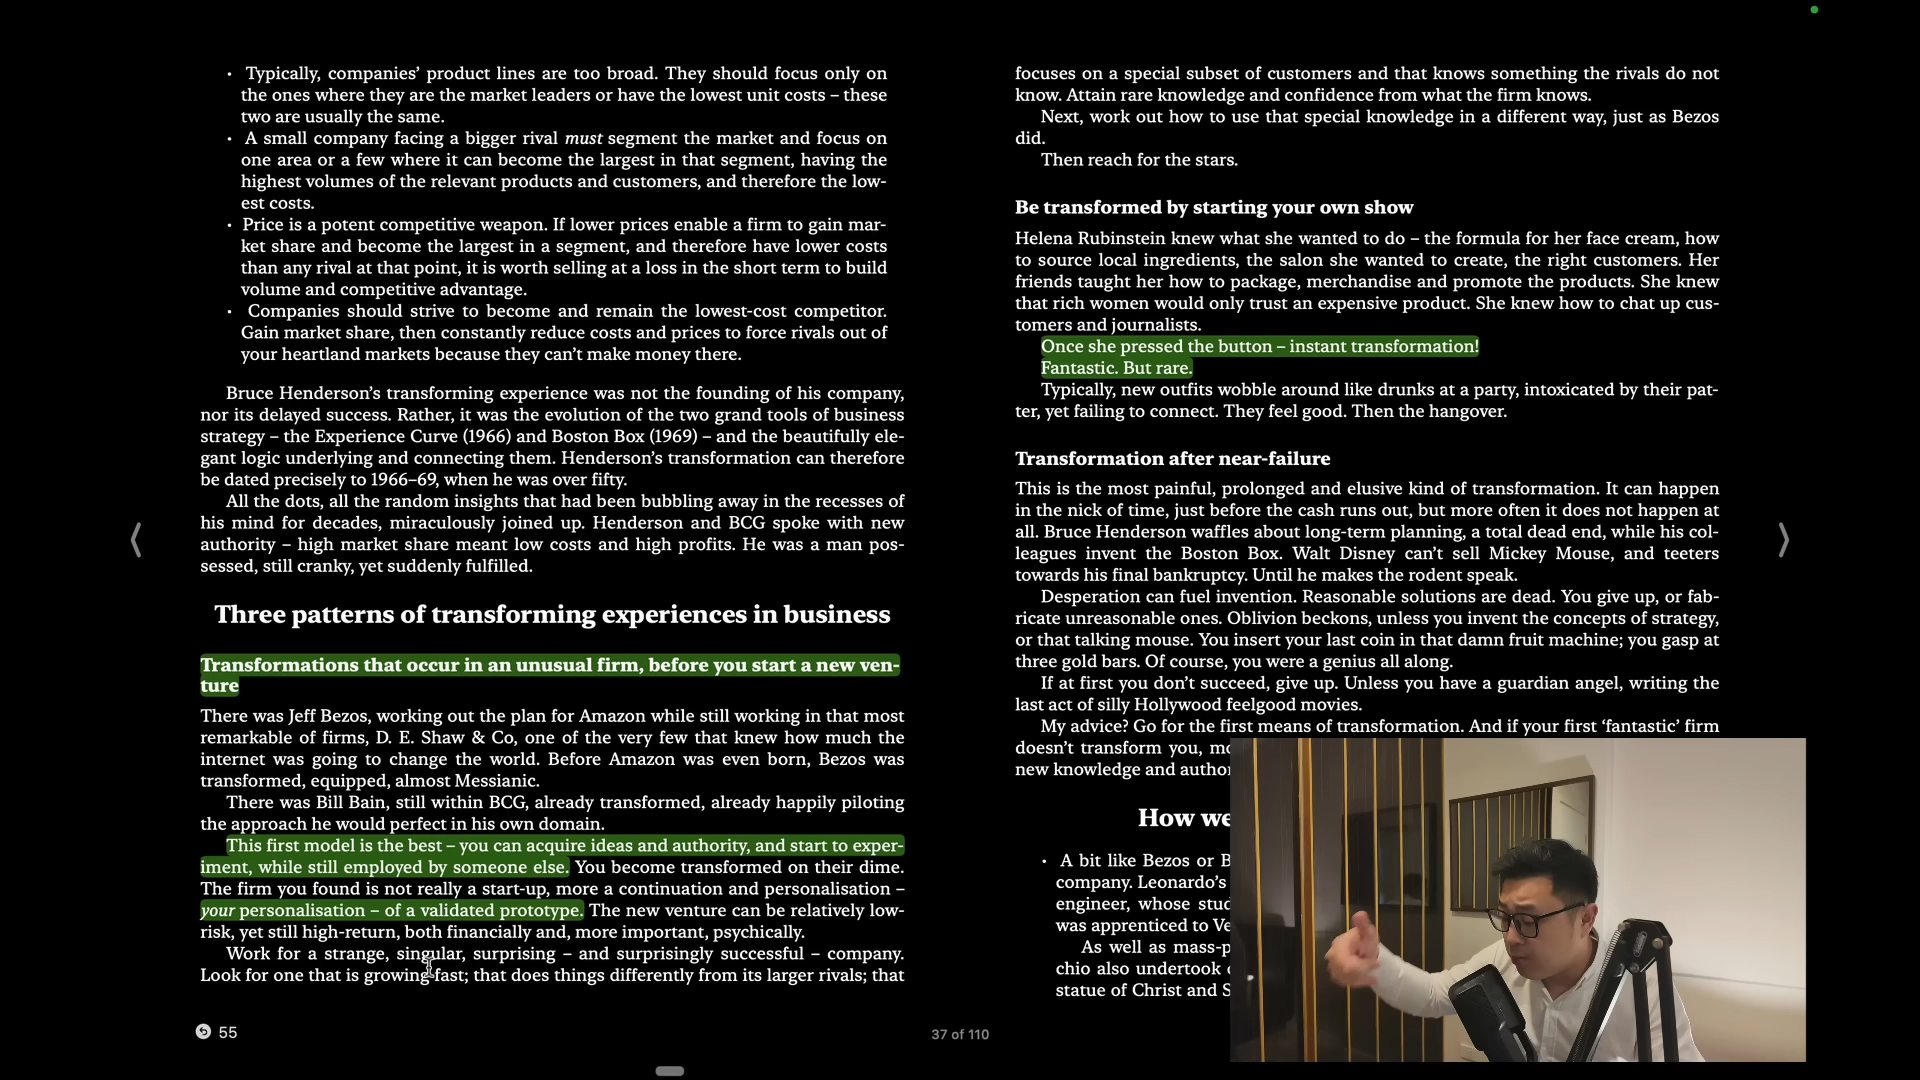 · Typically, companies’ product lines are too broad. They should focus only on
the ones where they are the market leaders or have the lowest unit costs – these
two are usually the same.
· A small company facing a bigger rival must segment the market and focus on
one area or a few where it can become the largest in that segment, having the
highest volumes of the relevant products and customers, and therefore the low-
est costs.
· Price is a potent competitive weapon. If lower prices enable a firm to gain mar-
ket share and become the largest in a segment, and therefore have lower costs
than any rival at that point, it is worth selling at a loss in the short term to build
volume and competitive advantage.
· Companies should strive to become and remain the lowest-cost competitor.
Gain market share, then constantly reduce costs and prices to force rivals out of
your heartland markets because they can’t make money there.
Bruce Henderson’s transforming experience was not the founding of his company,
nor its delayed success. Rather, it was the evolution of the two grand tools of business
strategy – the Experience Curve (1966) and Boston Box (1969) – and the beautifully ele-
gant logic underlying and connecting them. Henderson’s transformation can therefore
be dated precisely to 1966–69, when he was over fifty.
All the dots, all the random insights that had been bubbling away in the recesses of
his mind for decades, miraculously joined up. Henderson and BCG spoke with new
authority – high market share meant low costs and high profits. He was a man pos-
sessed, still cranky, yet suddenly fulfilled.
Three patterns of transforming experiences in business
Transformations that occur in an unusual firm, before you start a new ven-
ture
There was Jeff Bezos, working out the plan for Amazon while still working in that most
remarkable of firms, D. E. Shaw & Co, one of the very few that knew how much the
internet was going to change the world. Before Amazon was even born, Bezos was
transformed, equipped, almost Messianic.
There was Bill Bain, still within BCG, already transformed, already happily piloting
the approach he would perfect in his own domain.
This first model is the best – you can acquire ideas and authority, and start to exper-
iment, while still employed by someone else. You become transformed on their dime.
The firm you found is not really a start-up, more a continuation and personalisation –
your personalisation – of a validated prototype. The new venture can be relatively low-
risk, yet still high-return, both financially and, more important, psychically.
Work for a strange, singular, surprising – and surprisingly successful – company.
Look for one that is growing fast; that does things differently from its larger rivals; that
55
focuses on a special subset of customers and that knows something the rivals do not
know. Attain rare knowledge and confidence from what the firm knows.
Next, work out how to use that special knowledge in a different way, just as Bezos
did.
Then reach for the stars.
Be transformed by starting your own show
Helena Rubinstein knew what she wanted to do – the formula for her face cream, how
to source local ingredients, the salon she wanted to create, the right customers. Her
friends taught her how to package, merchandise and promote the products. She knew
that rich women would only trust an expensive product. She knew how to chat up cus-
tomers and journalists.
Once she pressed the button – instant transformation!
Fantastic. But rare.
Typically, new outfits wobble around like drunks at a party, intoxicated by their pat-
ter, yet failing to connect. They feel good. Then the hangover.
Transformation after near-failure
This is the most painful, prolonged and elusive kind of transformation. It can happen
in the nick of time, just before the cash runs out, but more often it does not happen at
all. Bruce Henderson waffles about long-term planning, a total dead end, while his col-
leagues invent the Boston Box. Walt Disney can’t sell Mickey Mouse, and teeters
towards his final bankruptcy. Until he makes the rodent speak.
Desperation can fuel invention. Reasonable solutions are dead. You give up, or fab-
ricate unreasonable ones. Oblivion beckons, unless you invent the concepts of strategy,
or that talking mouse. You insert your last coin in that damn fruit machine; you gasp at
three gold bars. Of course, you were a genius all along.
If at first you don’t succeed, give up. Unless you have a guardian angel, writing the
last act of silly Hollywood feelgood movies.
My advice? Go for the first means of transformation. And if your first ‘fantastic’ firm
doesn’t transform you,
new knowledge and
How we
· A bit like Bezos or
company. Leonardo’s
engineer, whose
was apprenticed to
As well as
chio also undertook
statue of Christ and
37 of 110